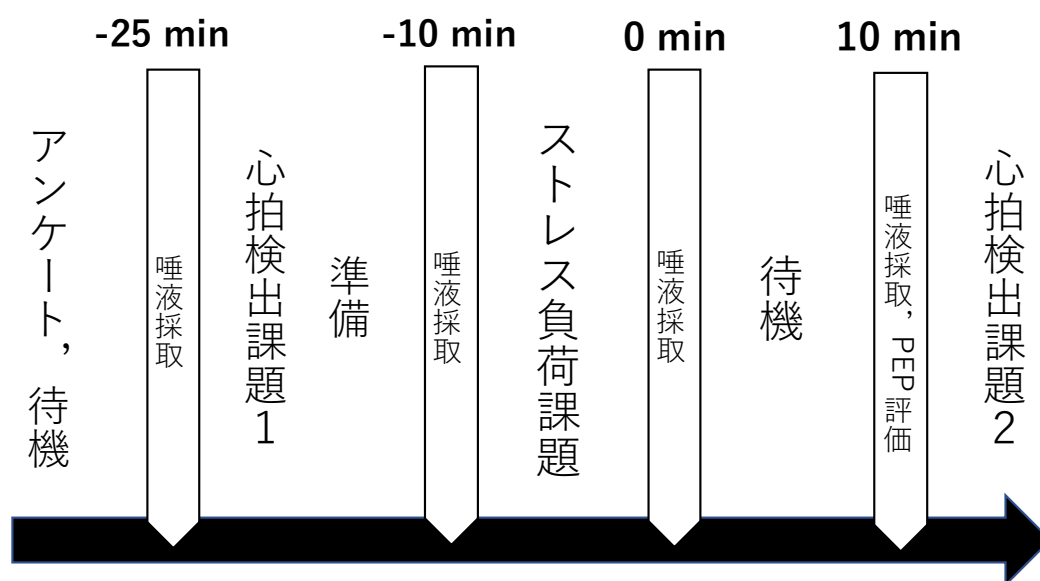 -25 min
-10 min
0 min
10 min
アンケート, 待機
唾液採取
心拍検出課題1
準備
唾液採取
ストレス負荷課題
唾液採取
待機
唾液採取, PEP評価
心拍検出課題2